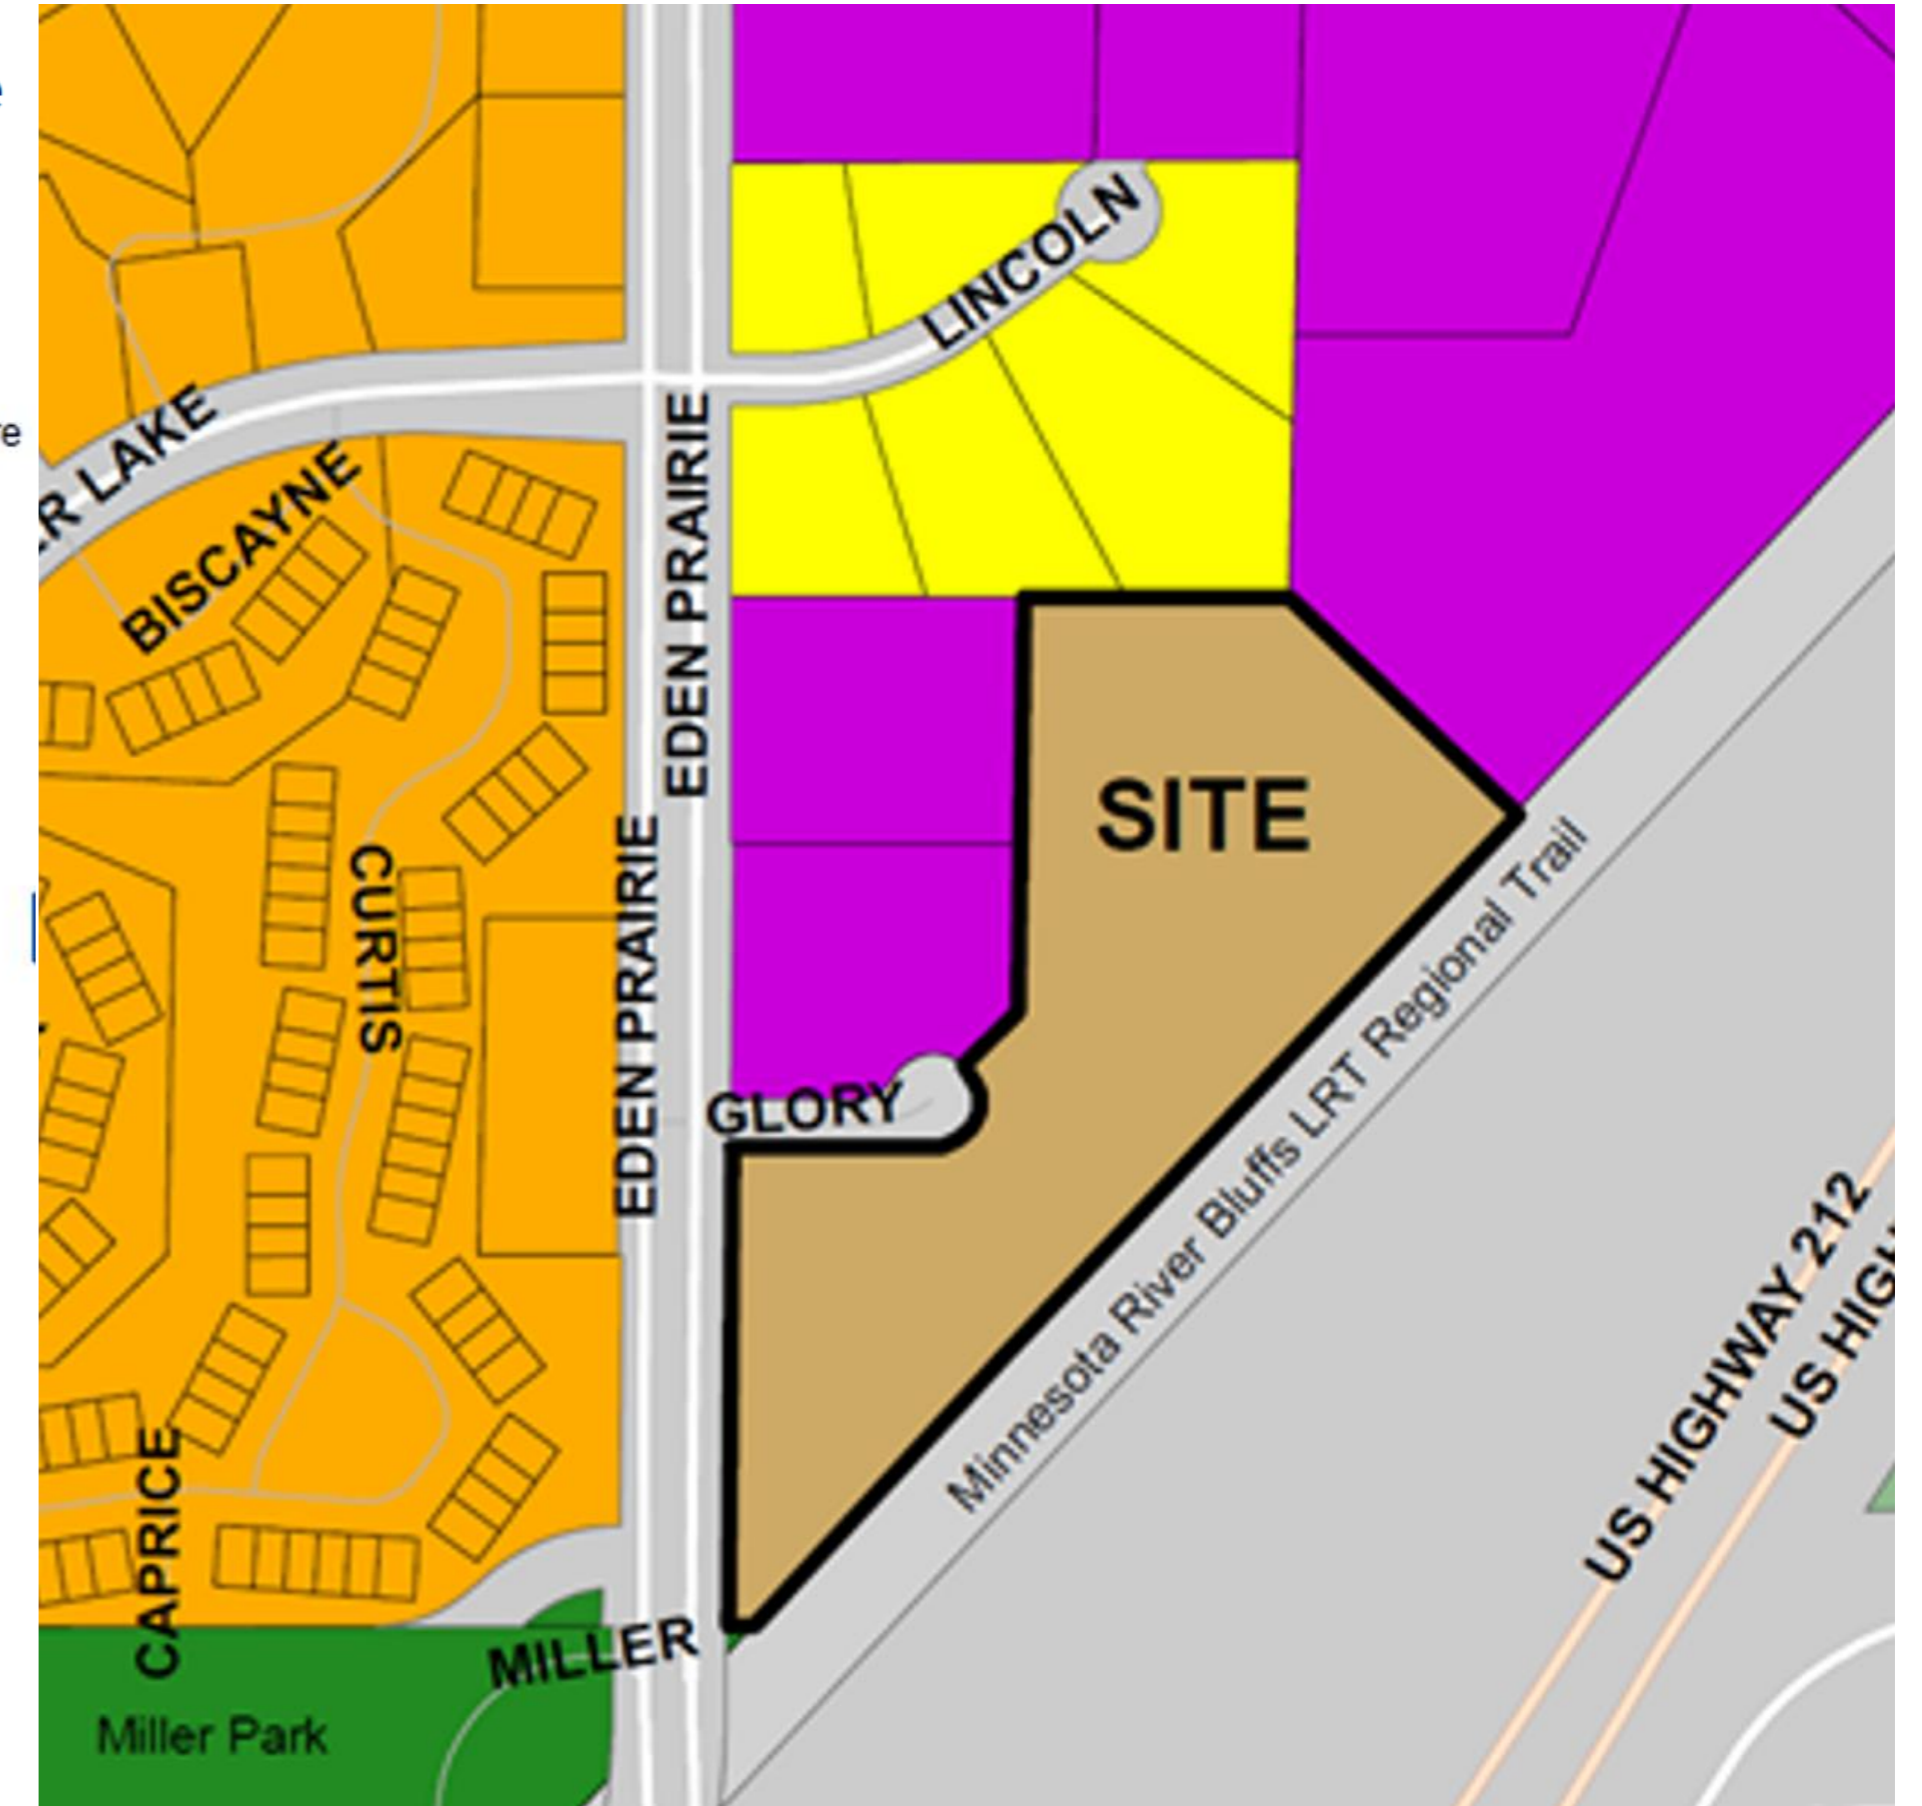 LINCOLN
R LAKE
BISCAYNE
EDEN PRAIRIE
SITE
CURTIS
EDEN PRAIRIE
GLORY
Minnesota River Bluffs LRT Regional Trail
US HIGHWAY 212
US HIGH
CAPRICE
MILLER
Miller Park